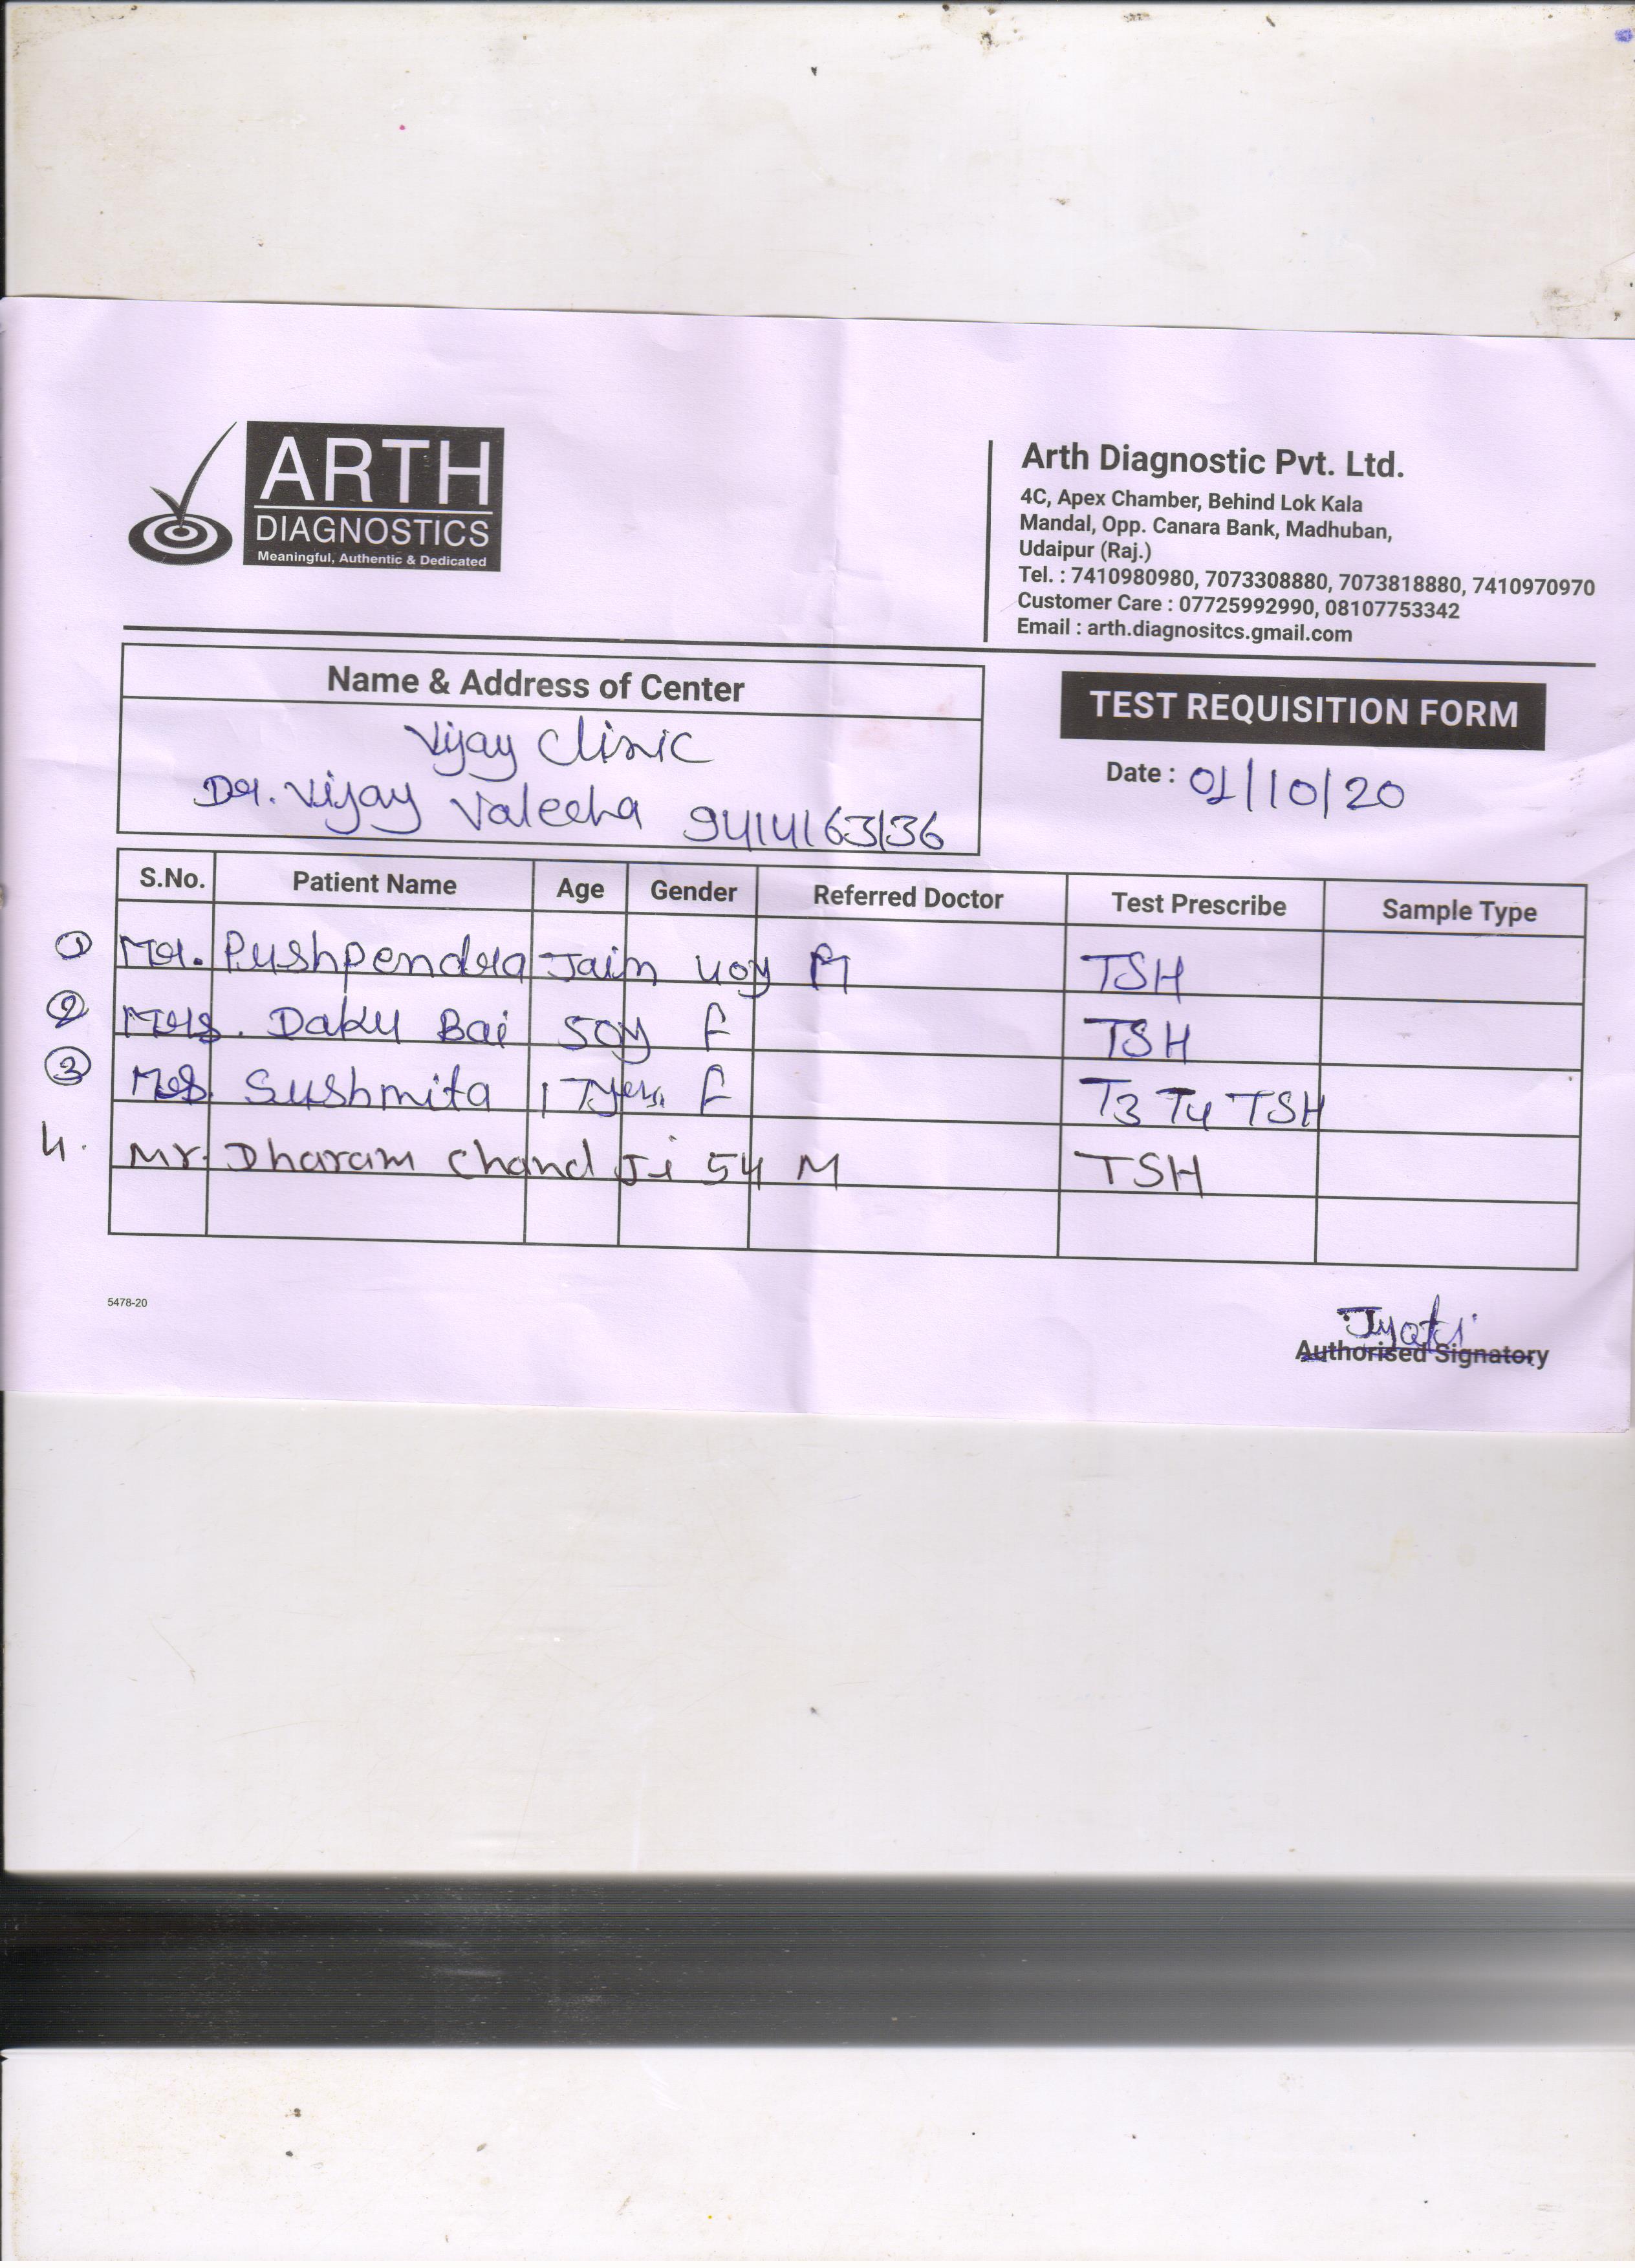 ARTH
DIAGNOSTICS
Meaningful, Authentic & Dedicated
Arth Diagnostic Pvt. Ltd.
4C, Apex Chamber, Behind Lok Kala
Mandal, Opp. Canara Bank, Madhuban,
Udaipur (Raj.)
Tel. : 7410980980, 7073308880, 7073818880, 7410970970
Customer Care : 07725992990, 08107753342
Email : arth.diagnositcs.gmail.com
Name & Address of Center
Vijay Clinic
Dr. Vijay Valecha 9414163136
TEST REQUISITION FORM
Date : 01/10/20
S.No. Patient Name Age Gender Referred Doctor Test Prescribe Sample Type
1 Mr. Pushpendra Jain 40y M TSH
2 Mrs. Daku Bai 50y F TSH
3 Ms. Sushmita 17yrs. F T3 T4 TSH
4. Mr. Dharam Chand Ji 54 M TSH
5478-20
Jyoti
Authorised Signatory